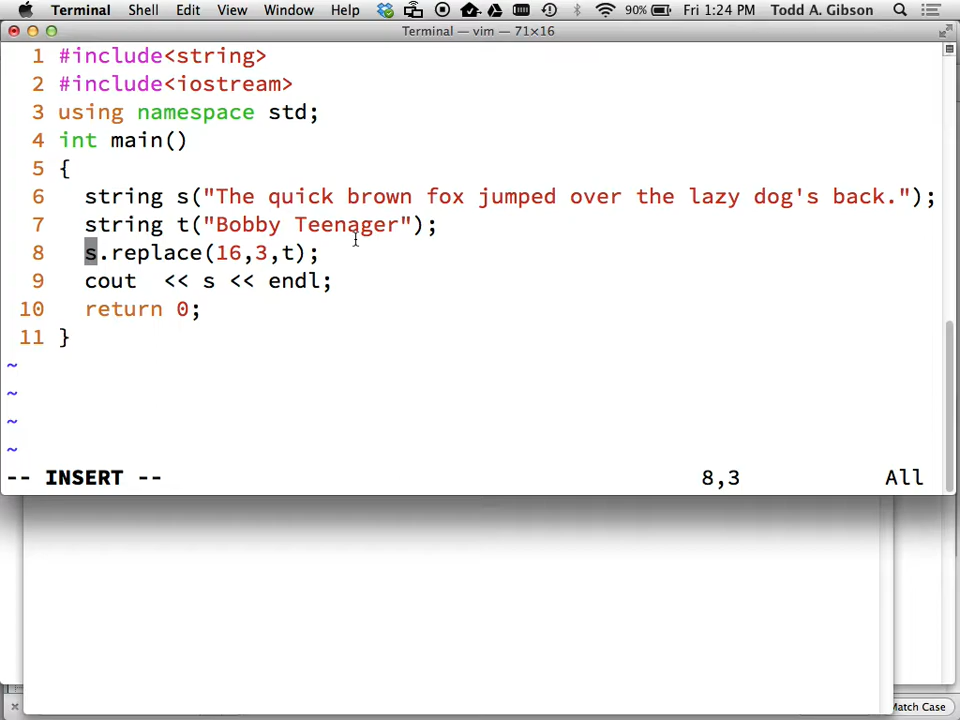 Terminal Shell Edit View Window Help 90% Fri 1:24 PM Todd A. Gibson
Terminal — vim — 71×16
1 #include<string>
2 #include<iostream>
3 using namespace std;
4 int main()
5 {
6   string s("The quick brown fox jumped over the lazy dog's back.");
7   string t("Bobby Teenager");
8   s.replace(16,3,t);
9   cout  << s << endl;
10   return 0;
11 }
~
~
~
~
-- INSERT -- 8,3 All
Match Case